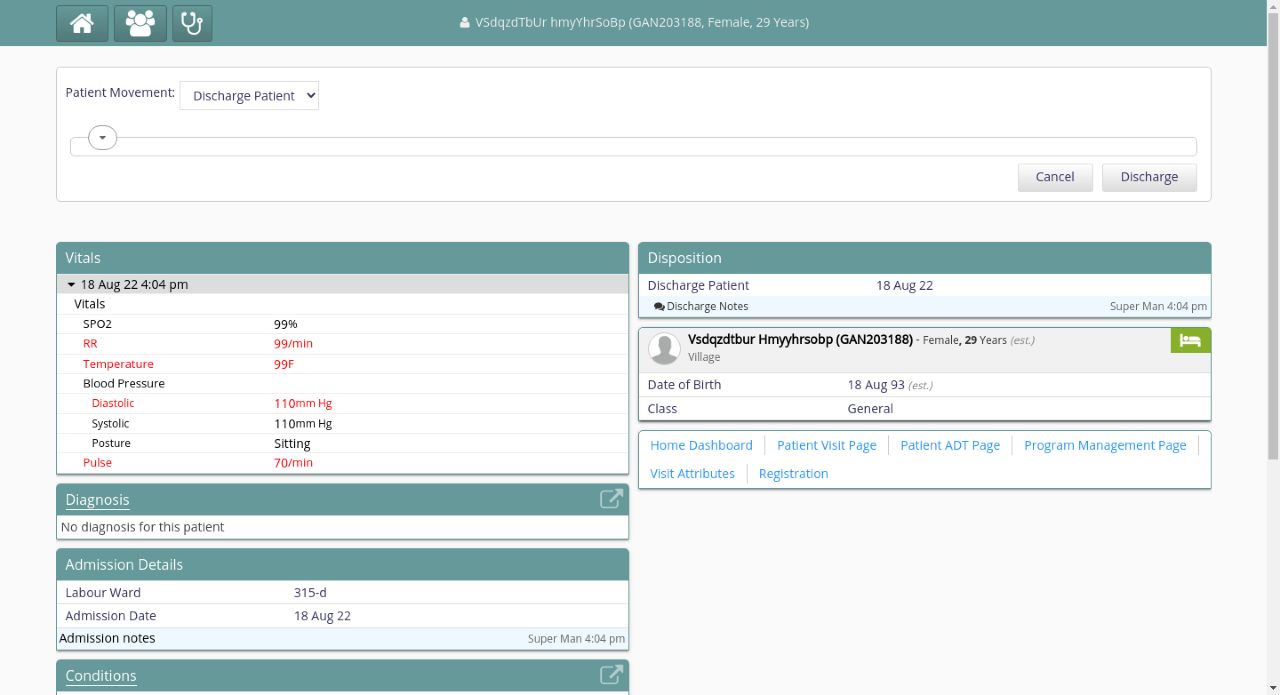 VSdqzdTbUr hmyYhrSoBp (GAN203188, Female, 29 Years)
Patient Movement: Discharge Patient
Cancel Discharge
Vitals
18 Aug 22 4:04 pm
Vitals
SPO2 99%
RR 99/min
Temperature 99F
Blood Pressure
Diastolic 110mm Hg
Systolic 110mm Hg
Posture Sitting
Pulse 70/min
Diagnosis
No diagnosis for this patient
Admission Details
Labour Ward 315-d
Admission Date 18 Aug 22
Admission notes Super Man 4:04 pm
Conditions
Disposition
Discharge Patient 18 Aug 22
Discharge Notes Super Man 4:04 pm
Vsdqzdtbur Hmyyhrsobp (GAN203188) - Female, 29 Years (est.)
Village
Date of Birth 18 Aug 93 (est.)
Class General
Home Dashboard Patient Visit Page Patient ADT Page Program Management Page
Visit Attributes Registration